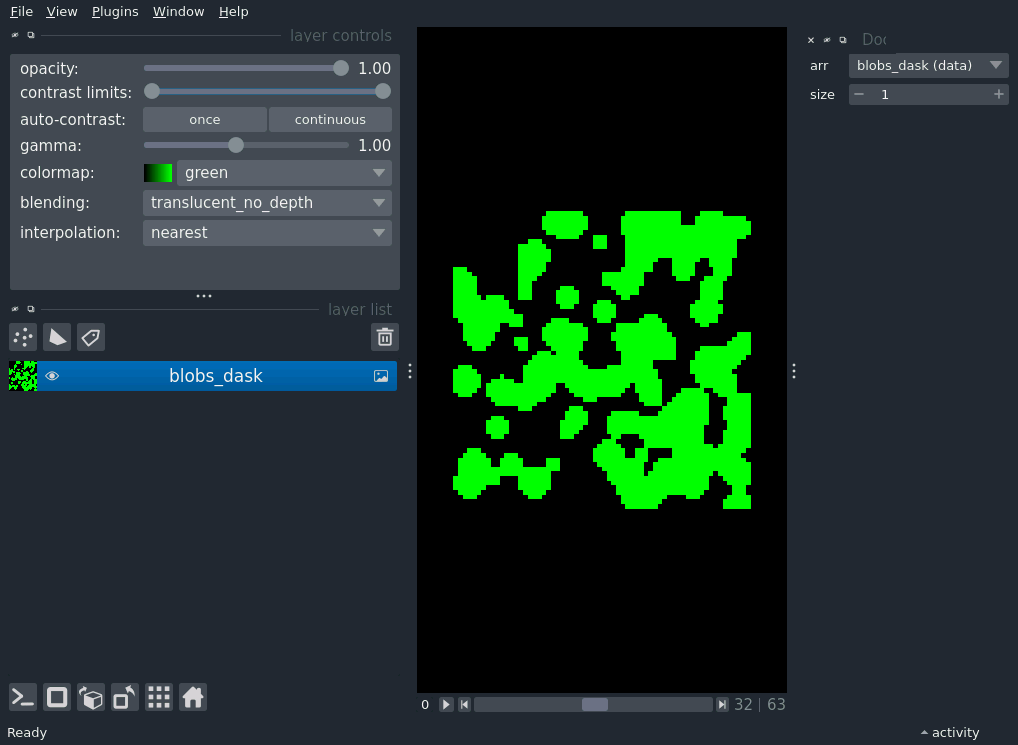 File View Plugins Window Help
layer controls
opacity: 1.00
contrast limits:
auto-contrast: once continuous
gamma: 1.00
colormap: green
blending: translucent_no_depth
interpolation: nearest
layer list
blobs_dask
arr blobs_dask (data)
size 1
0 32 | 63
Ready
activity